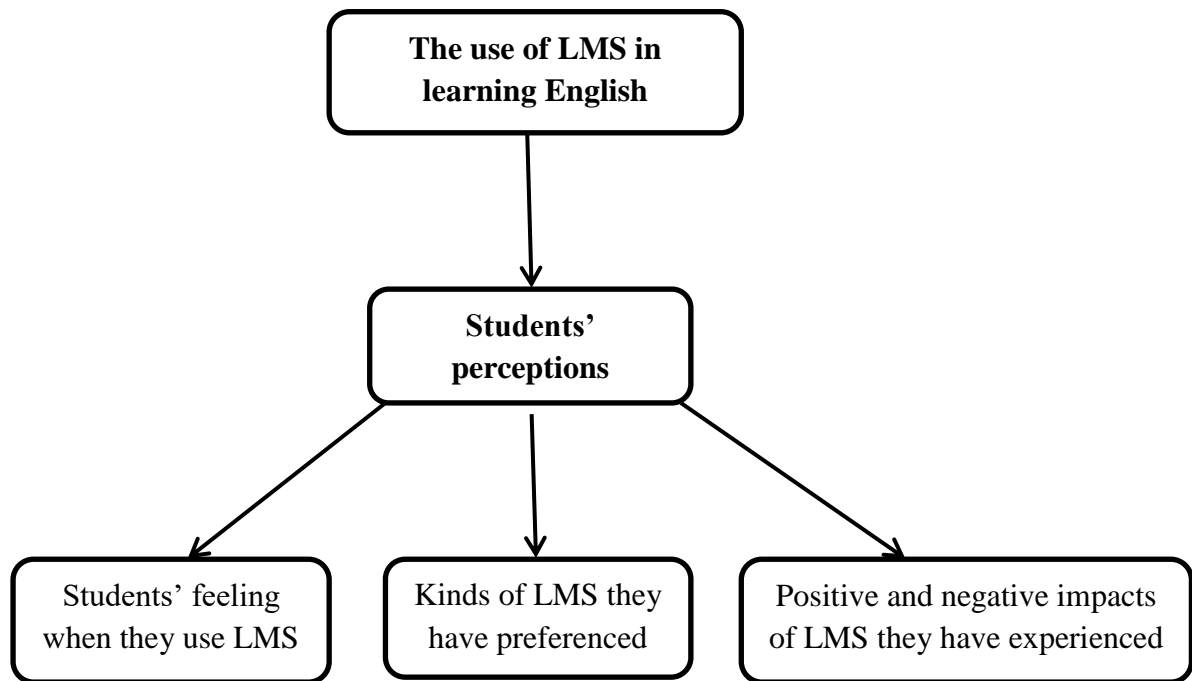 The use of LMS in
learning English
Students’
perceptions
Students’ feeling
when they use LMS
Kinds of LMS they
have preferenced
Positive and negative impacts
of LMS they have experienced